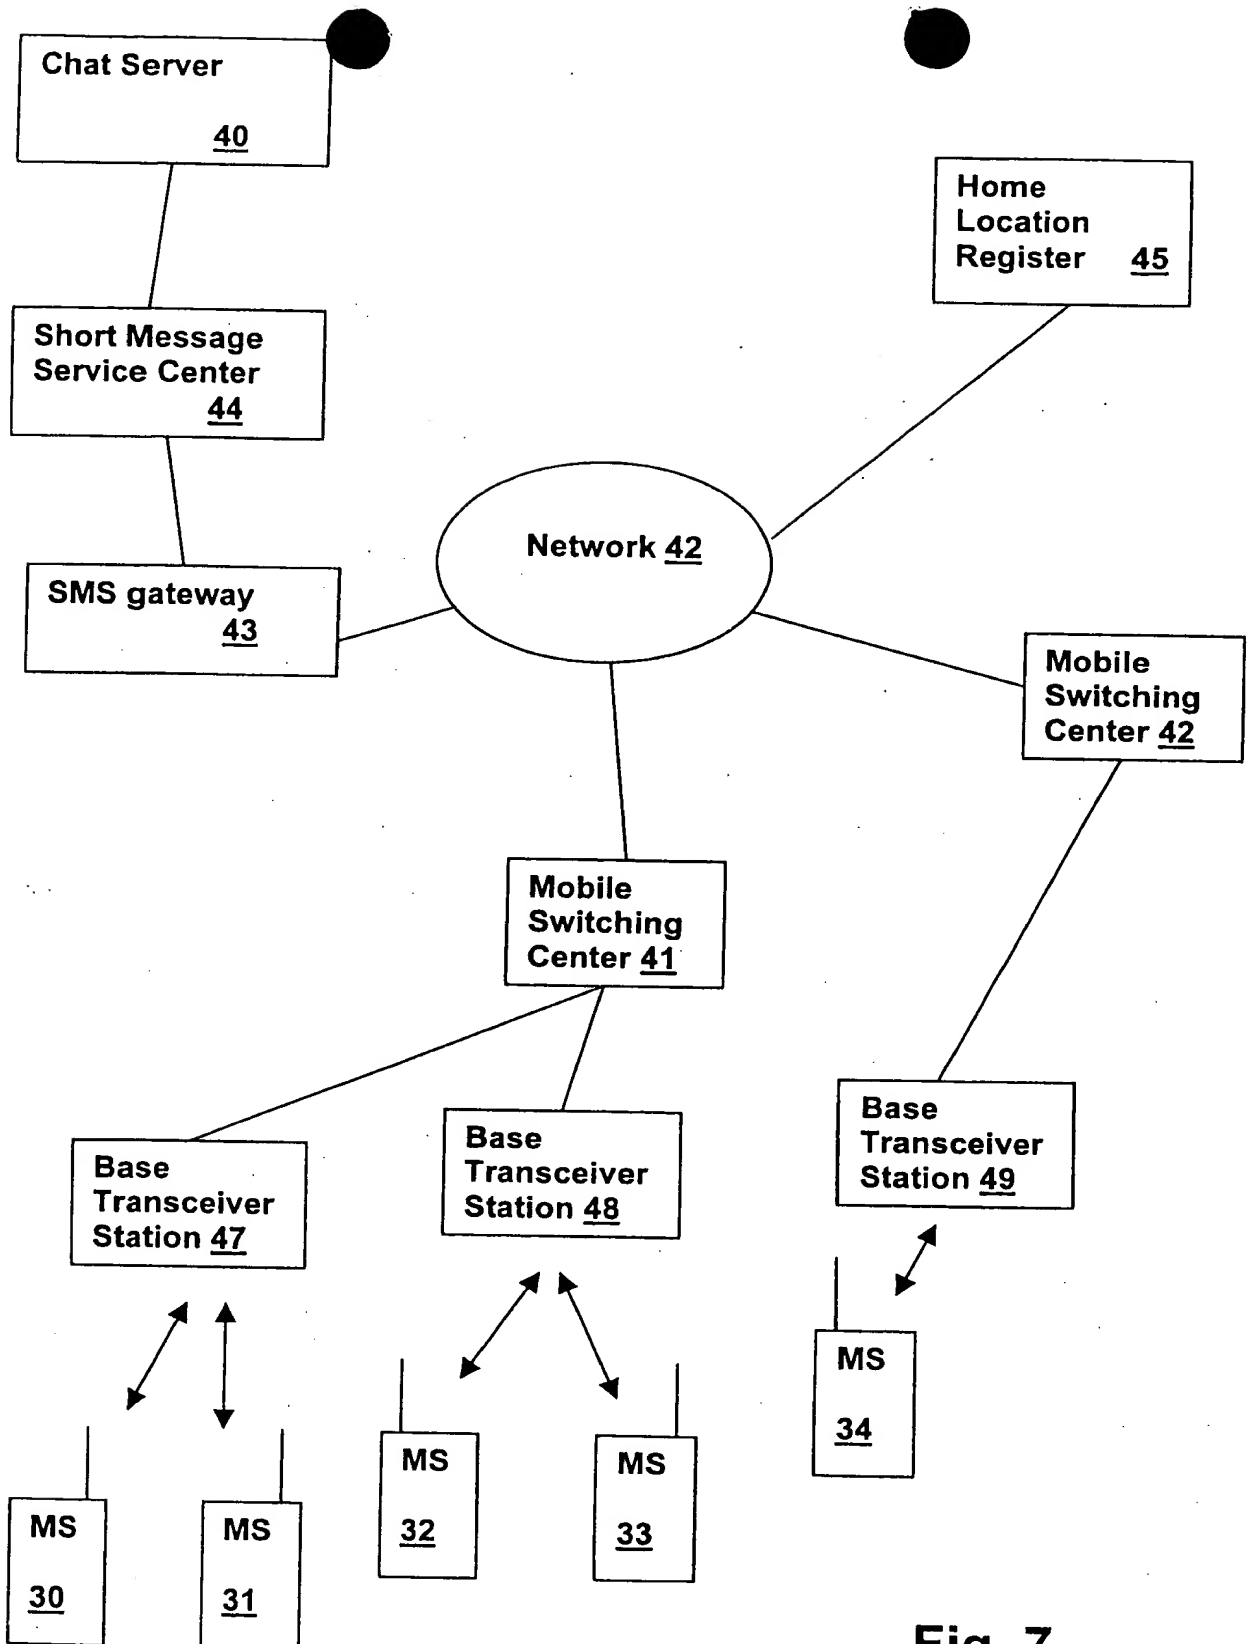 Chat Server
40
Home
Location
Register 45
Short Message
Service Center
44
Network 42
SMS gateway
43
Mobile
Switching
Center 42
Mobile
Switching
Center 41
Base
Transceiver
Station 47
Base
Transceiver
Station 48
Base
Transceiver
Station 49
MS
34
MS
32
MS
33
MS
30
MS
31
Fig. 7